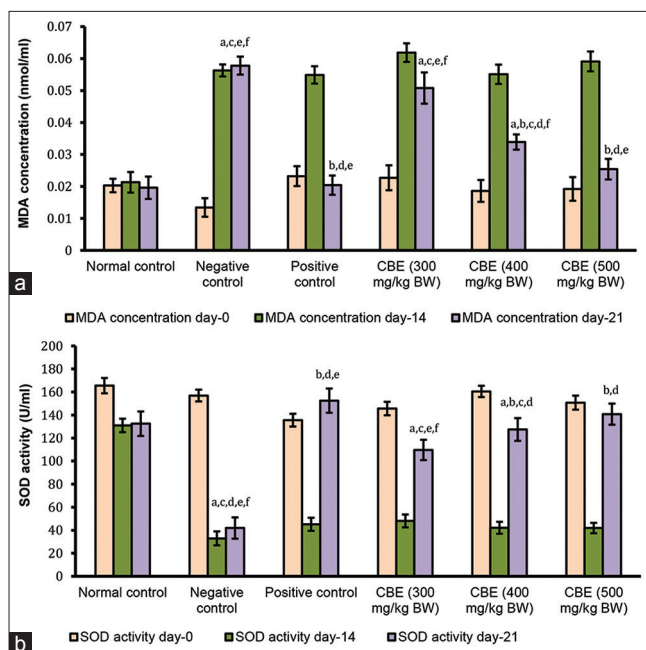 MDA concentration (nmol/ml)
0.07
0.06
0.05
0.04
0.03
0.02
0.01
0
a,c,e,f
b,d,e
a,c,e,f
a,b,c,d,f
b,d,e
Normal control
Negative
control
Positive
control
CBE (300
mg/kg BW)
CBE (400
mg/kg BW)
CBE (500
mg/kg BW)
a
MDA concentration day-0
MDA concentration day-14
MDA concentration day-21
SOD activity (U/ml)
200
180
160
140
120
100
80
60
40
20
0
a,c,d,e,f
b,d,e
a,c,e,f
a,b,c,d
b,d
Normal control
Negative
control
Positive control
CBE (300
mg/kg BW)
CBE (400
mg/kg BW)
CBE (500
mg/kg BW)
b
SOD activity day-0
SOD activity day-14
SOD activity day-21